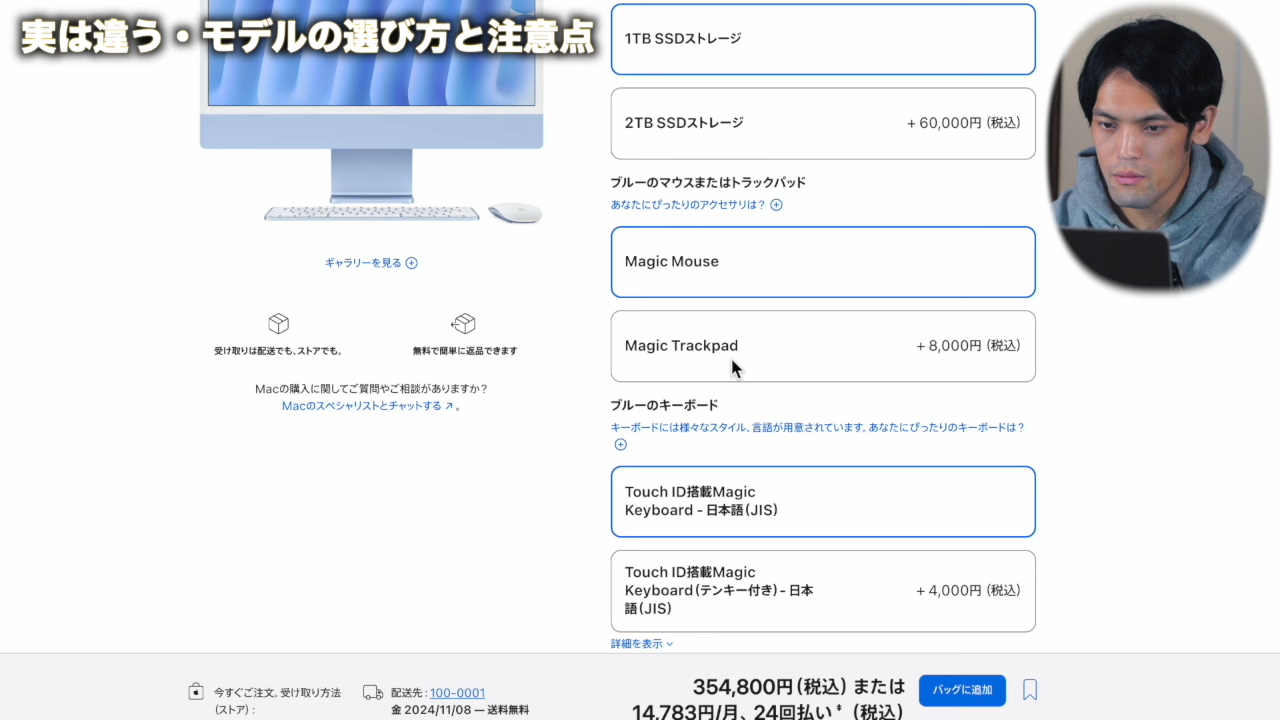 実は違う・モデルの選び方と注意点
1TB SSDストレージ
2TB SSDストレージ
+ 60,000円 (税込)
ブルーのマウスまたはトラックパッド
あなたにぴったりのアクセサリは?
Magic Mouse
Magic Trackpad
+ 8,000円 (税込)
ブルーのキーボード
キーボードには様々なスタイル、言語が用意されています。あなたにぴったりのキーボードは?
Touch ID搭載Magic
Keyboard - 日本語(JIS)
Touch ID搭載Magic
Keyboard(テンキー付き) - 日本
語(JIS)
+ 4,000円 (税込)
詳細を表示
ギャラリーを見る
受け取りは配送でも、ストアでも。
無料で簡単に返品できます
Macの購入に関してご質問やご相談がありますか?
Macのスペシャリストとチャットする ↗ 。
今すぐご注文。受け取り方法
(ストア) :
配送先 : 100-0001
金 2024/11/08 — 送料無料
354,800円(税込) または
14,783円/月、24回払い‡ (税込)
バッグに追加